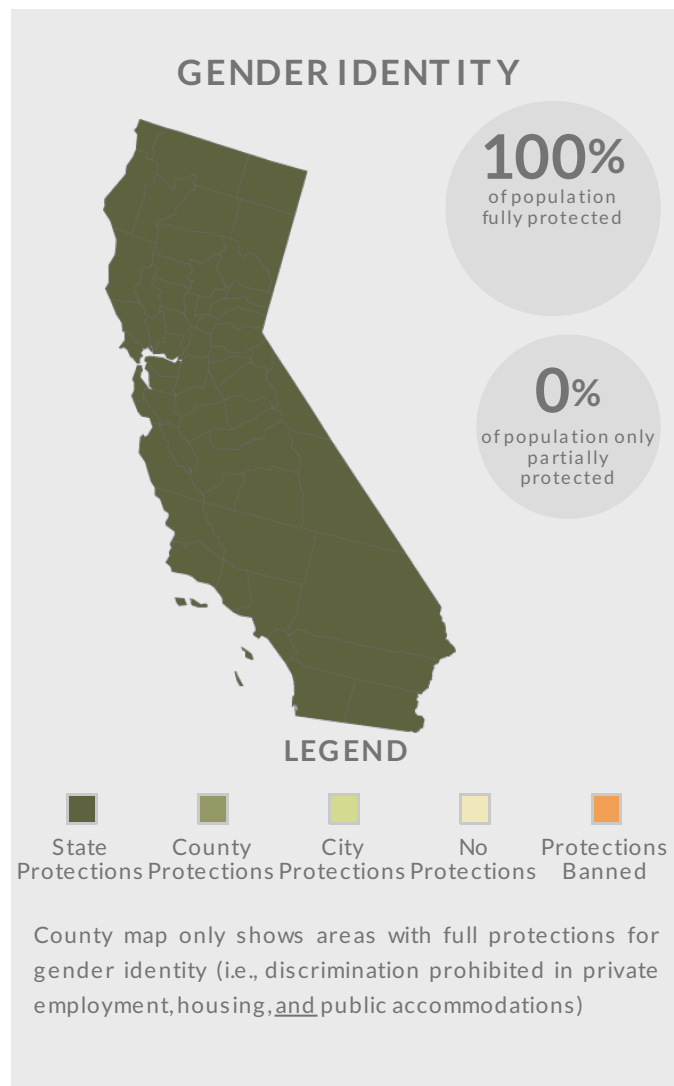 GENDER IDENTITY
100%
of population
fully protected
0%
of population only
partially
protected
LEGEND
State
Protections
County
Protections
City
Protections
No
Protections
Protections
Banned
County map only shows areas with full protections for
gender identity (i.e., discrimination prohibited in private
employment, housing, and public accommodations)